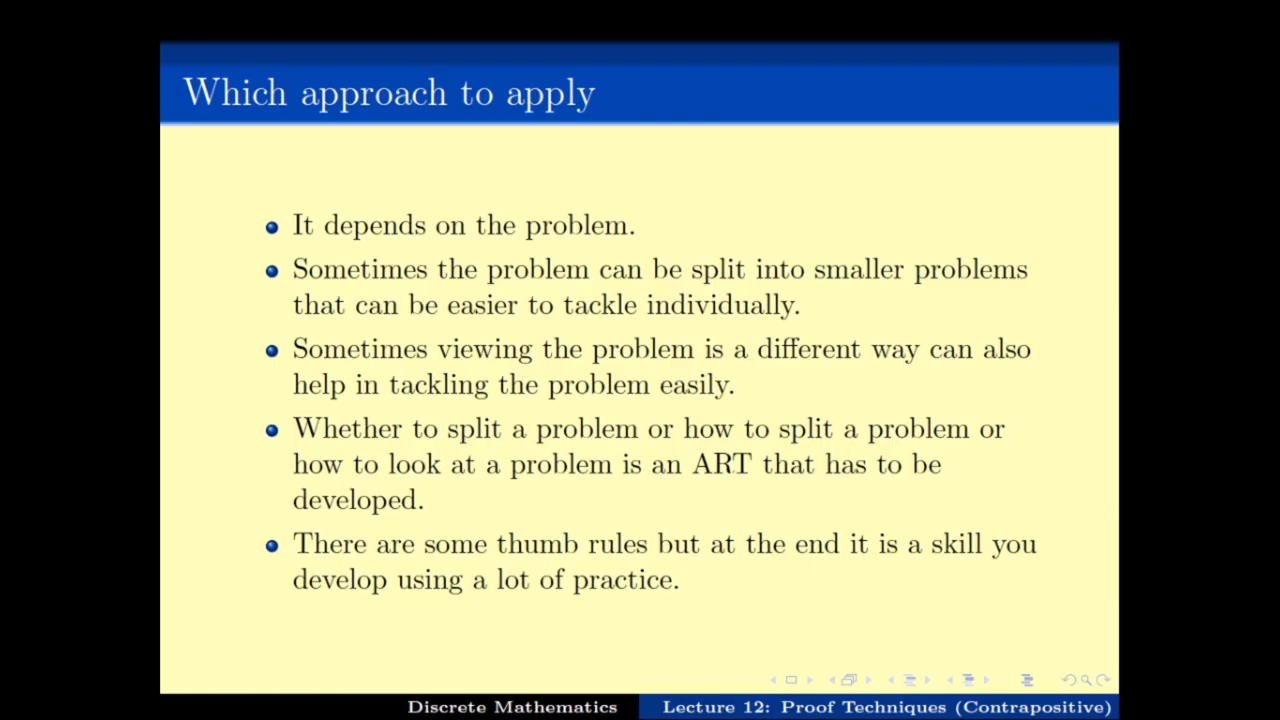 Which approach to apply
It depends on the problem.
Sometimes the problem can be split into smaller problems
that can be easier to tackle individually.
Sometimes viewing the problem is a different way can also
help in tackling the problem easily.
Whether to split a problem or how to split a problem or
how to look at a problem is an ART that has to be
developed.
There are some thumb rules but at the end it is a skill you
develop using a lot of practice.
Discrete Mathematics
Lecture 12: Proof Techniques (Contrapositive)